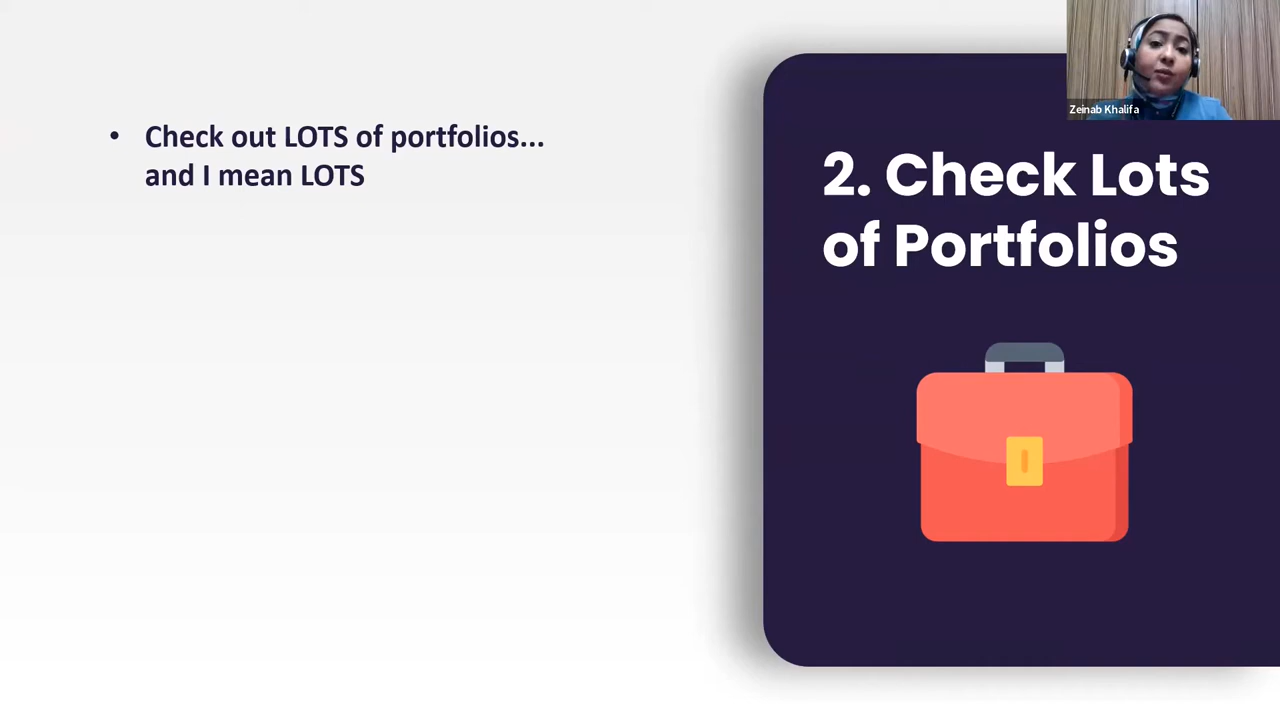 • Check out LOTS of portfolios...
and I mean LOTS
2. Check Lots
of Portfolios
Zeinab Khalifa